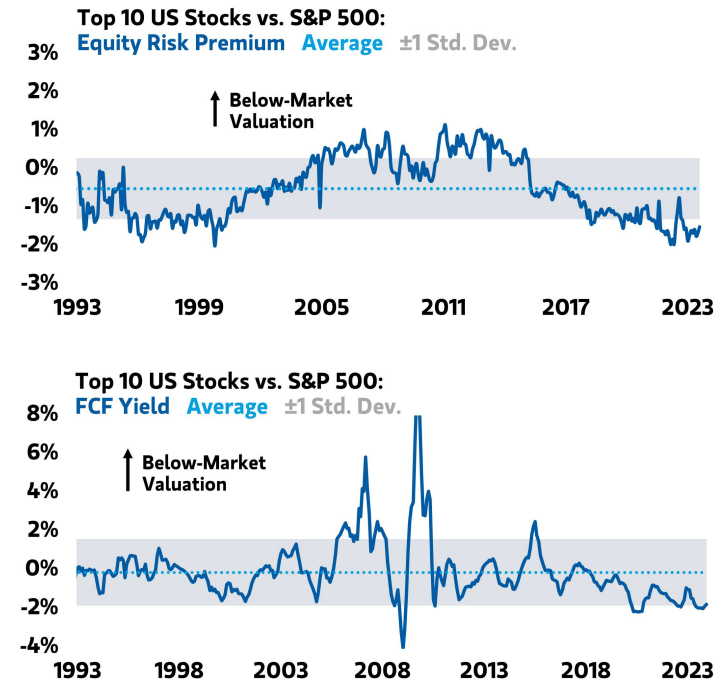 Top 10 US Stocks vs. S&P 500:
Equity Risk Premium Average ±1 Std. Dev.
3%
2%
1%
0%
-1%
-2%
-3%
Below-Market
Valuation
1993 1999 2005 2011 2017 2023
Top 10 US Stocks vs. S&P 500:
FCF Yield Average ±1 Std. Dev.
8%
6%
4%
2%
0%
-2%
-4%
Below-Market
Valuation
1993 1998 2003 2008 2013 2018 2023